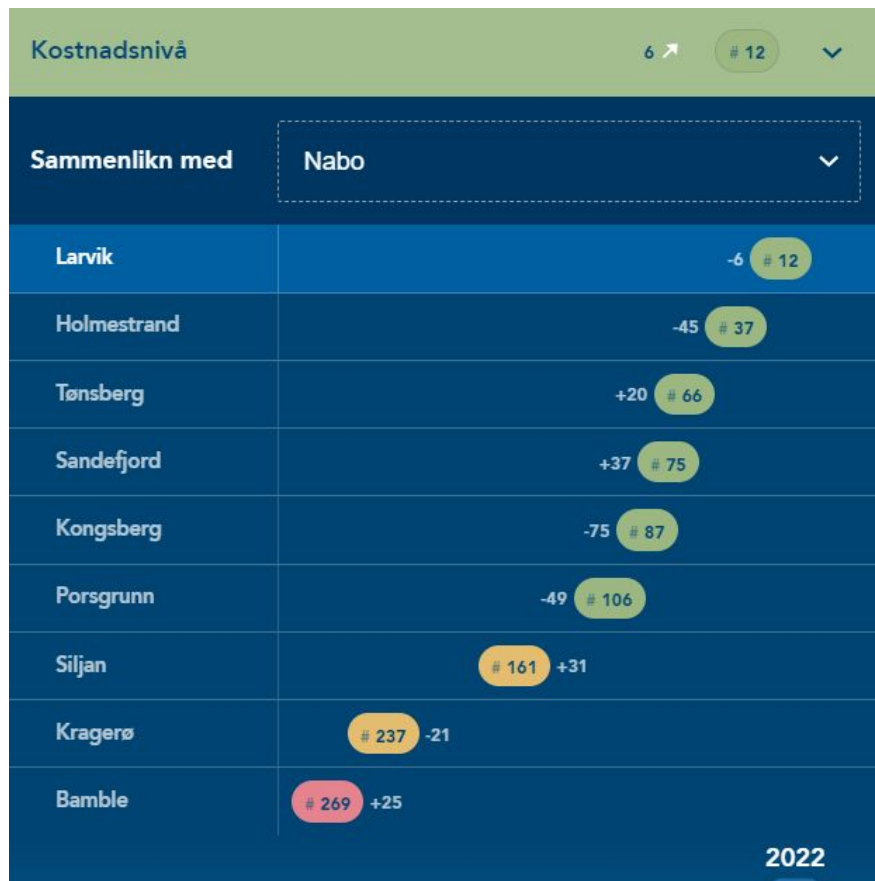 Kostnadsnivå 6 # 12
Sammenlikn med Nabo
Larvik -6 # 12
Holmestrand -45 # 37
Tønsberg +20 # 66
Sandefjord +37 # 75
Kongsberg -75 # 87
Porsgrunn -49 # 106
Siljan # 161 +31
Kragerø # 237 -21
Bamble # 269 +25
2022